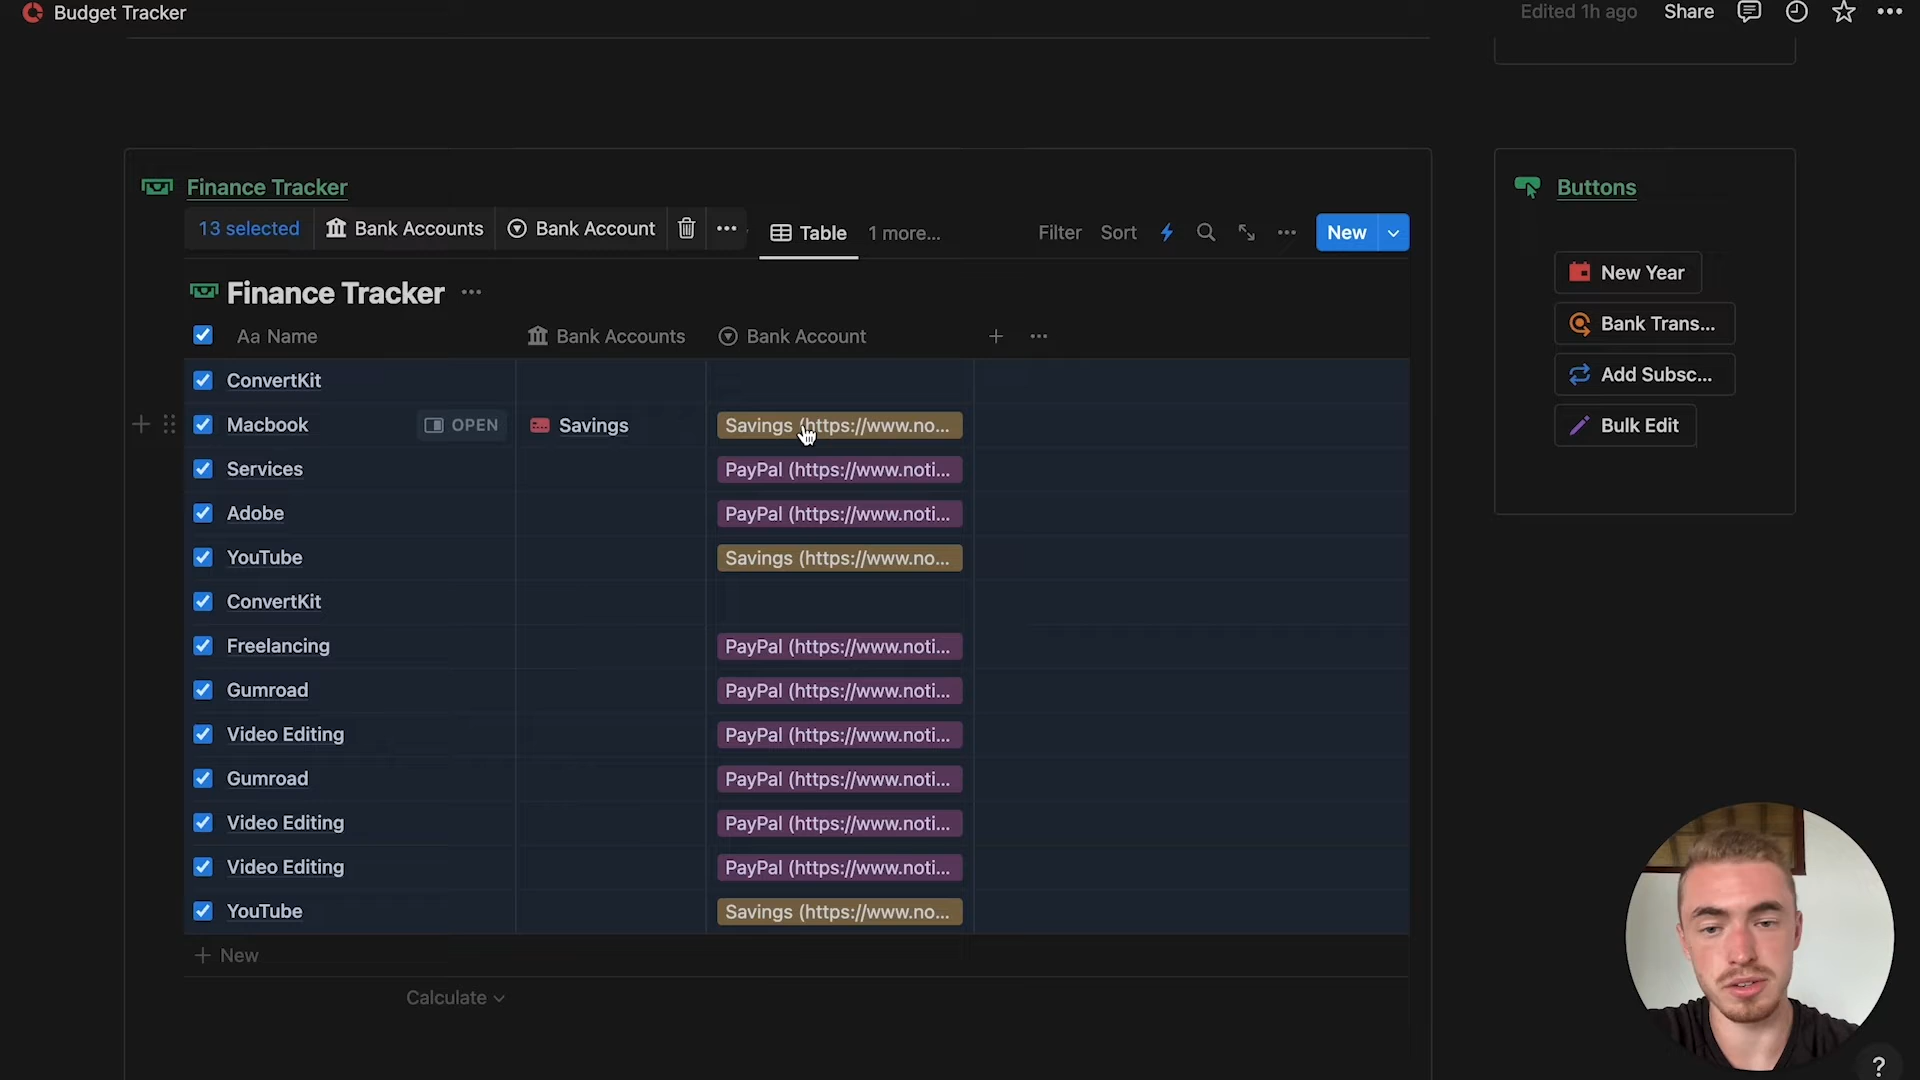 Budget Tracker
Edited 1h ago Share
Finance Tracker
13 selected Bank Accounts Bank Account
Table 1 more... Filter Sort New
Finance Tracker
Aa Name Bank Accounts Bank Account
ConvertKit
Macbook OPEN Savings Savings (https://www.no...
Services PayPal (https://www.noti...
Adobe PayPal (https://www.noti...
YouTube Savings (https://www.no...
ConvertKit
Freelancing PayPal (https://www.noti...
Gumroad PayPal (https://www.noti...
Video Editing PayPal (https://www.noti...
Gumroad PayPal (https://www.noti...
Video Editing PayPal (https://www.noti...
Video Editing PayPal (https://www.noti...
YouTube Savings (https://www.no...
+ New
Calculate
Buttons
New Year
Bank Trans...
Add Subsc...
Bulk Edit
?